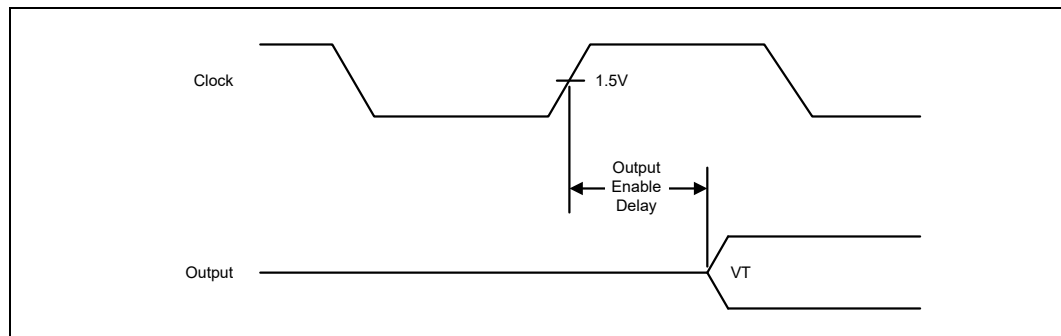 Clock
1.5V
Output
Enable
Delay
Output
VT